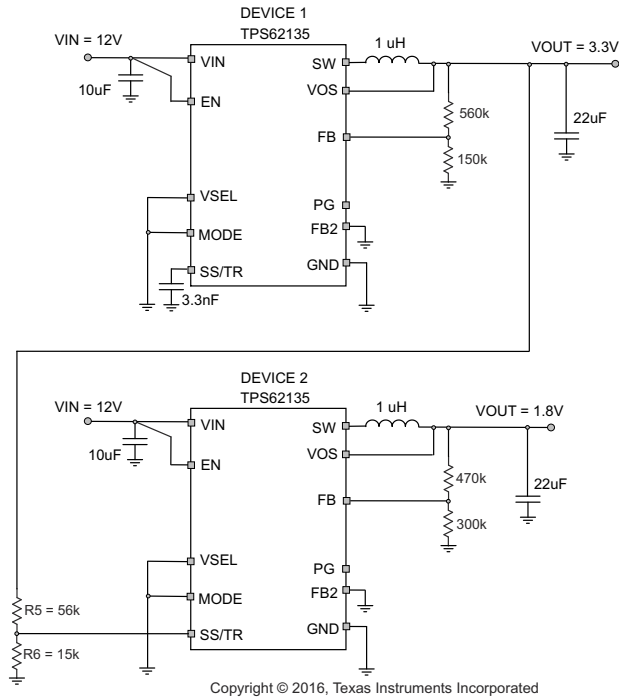 DEVICE 1
TPS62135
VIN = 12V
VIN
10uF
EN
VSEL
MODE
SS/TR
3.3nF
SW
1 uH
VOUT = 3.3V
VOS
560k
22uF
FB
150k
PG
FB2
GND
DEVICE 2
TPS62135
VIN = 12V
VIN
10uF
EN
VSEL
MODE
SS/TR
R5 = 56k
R6 = 15k
SW
1 uH
VOUT = 1.8V
VOS
470k
22uF
FB
300k
PG
FB2
GND
Copyright © 2016, Texas Instruments Incorporated